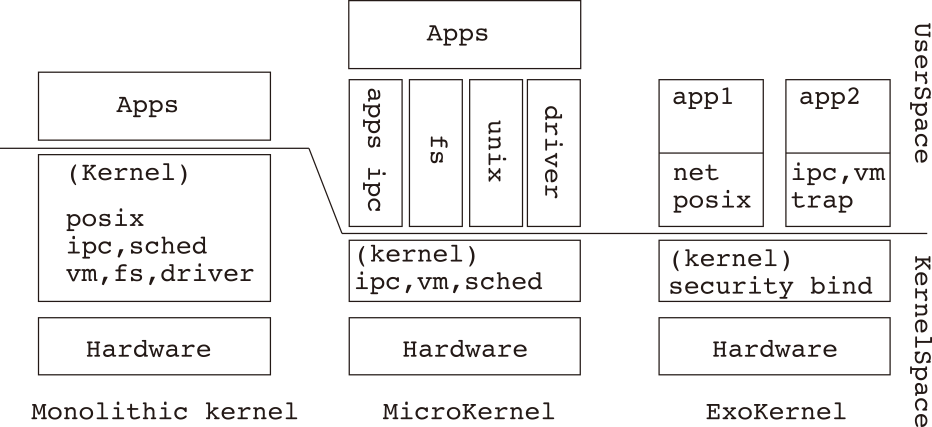 Apps
(Kernel)
posix
ipc,sched
vm,fs,driver
Hardware
Monolithic kernel
Apps
apps ipc
fs
unix
driver
(kernel)
ipc,vm,sched
Hardware
MicroKernel
app1
net
posix
app2
ipc,vm
trap
(kernel)
security bind
Hardware
ExoKernel
UserSpace
KernelSpace